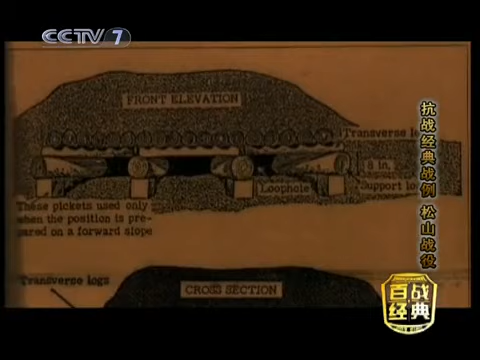 CCTV 7
FRONT ELEVATION
Transverse
8 in.
Loophole
Support
These pickets used only
when the position is pre-
pared on a forward slope
Transverse logs
CROSS SECTION
抗战经典战例 松山战役
百战
经典